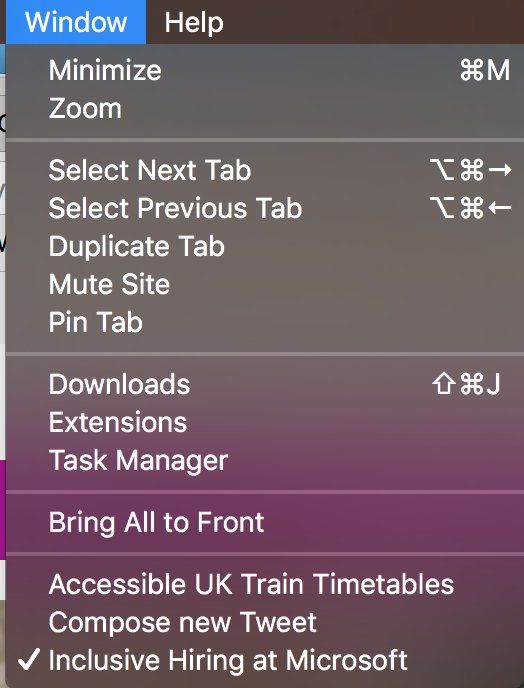 Window Help
Minimize ⌘M
Zoom
Select Next Tab ⌥⌘→
Select Previous Tab ⌥⌘←
Duplicate Tab
Mute Site
Pin Tab
Downloads ⇧⌘J
Extensions
Task Manager
Bring All to Front
Accessible UK Train Timetables
Compose new Tweet
✓ Inclusive Hiring at Microsoft